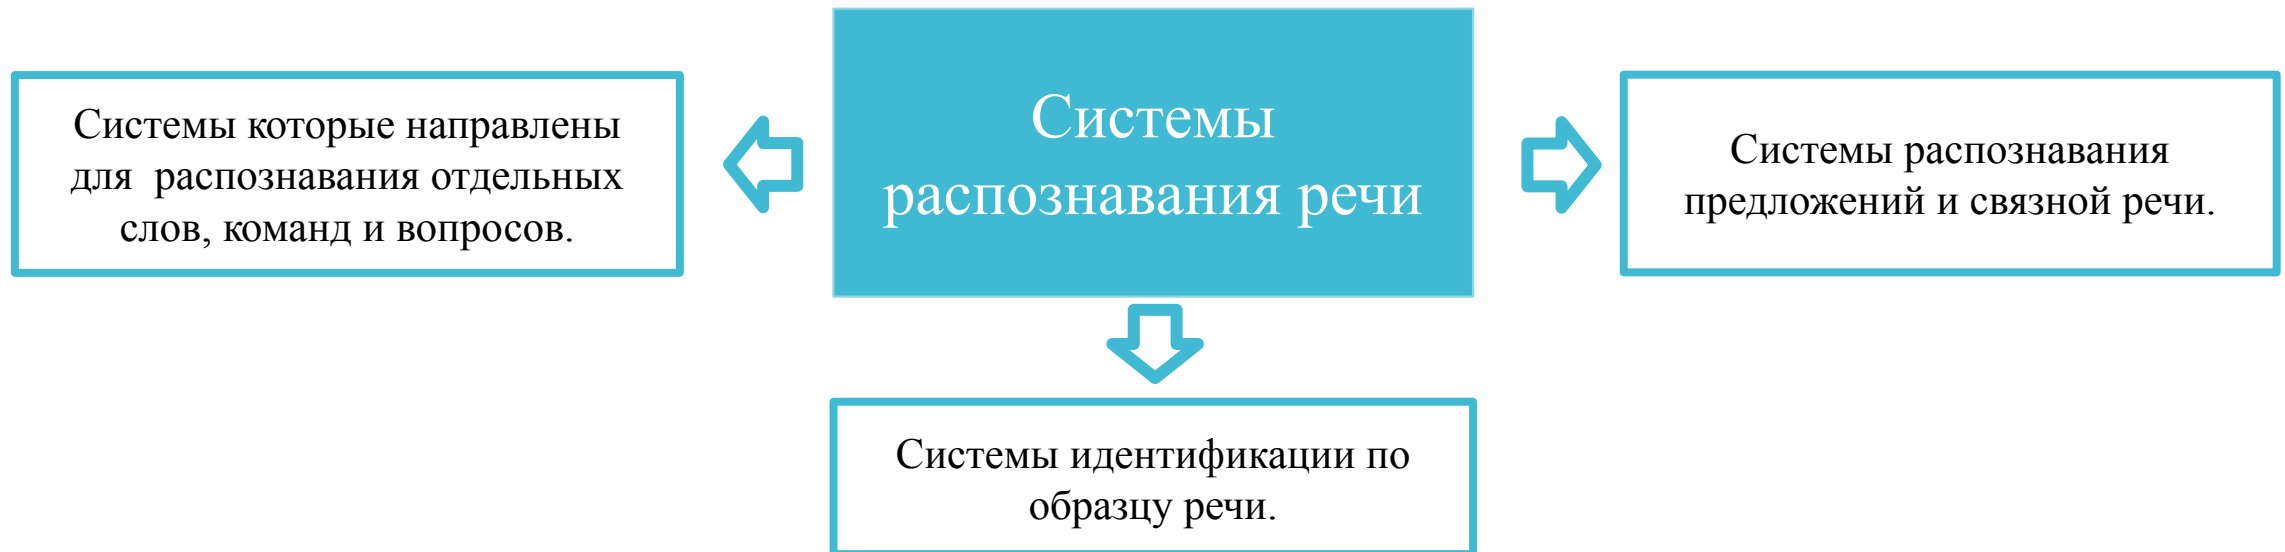 Системы которые направлены
для  распознавания отдельных
слов, команд и вопросов.
Системы
распознавания речи
Системы распознавания
предложений и связной речи.
Системы идентификации по
образцу речи.